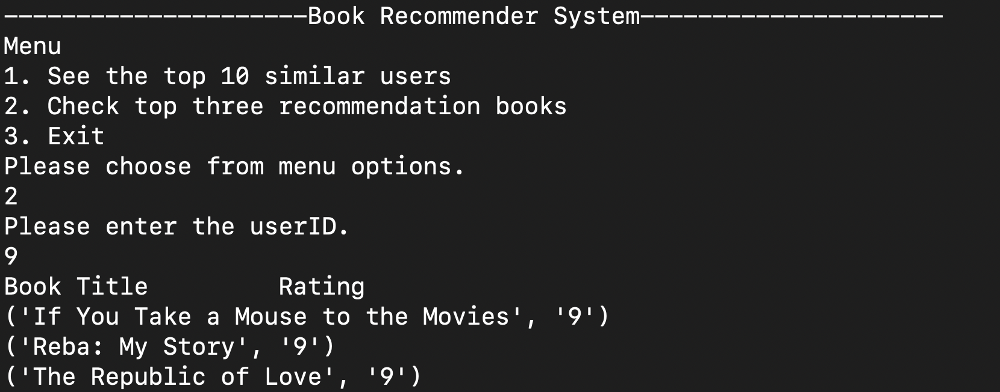 ---------------------Book Recommender System---------------------
Menu
1. See the top 10 similar users
2. Check top three recommendation books
3. Exit
Please choose from menu options.
2
Please enter the userID.
9
Book Title         Rating
('If You Take a Mouse to the Movies', '9')
('Reba: My Story', '9')
('The Republic of Love', '9')